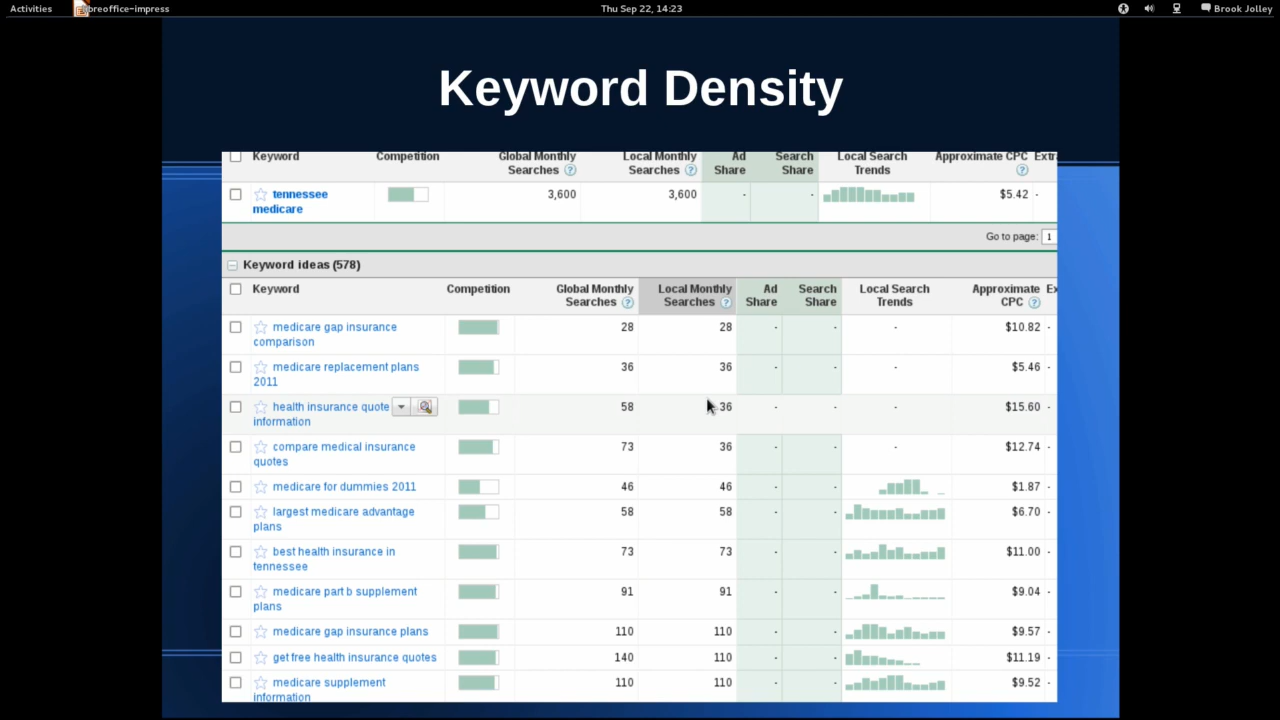 Activities breoffice-impress Thu Sep 22, 14:23 Brook Jolley
Keyword Density
Keyword Competition Global Monthly Searches Local Monthly Searches Ad Share Search Share Local Search Trends Approximate CPC Extr
tennessee medicare 3,600 3,600 - - $5.42 -
Go to page: 1
Keyword ideas (578)
Keyword Competition Global Monthly Searches Local Monthly Searches Ad Share Search Share Local Search Trends Approximate CPC Ex
medicare gap insurance comparison 28 28 - - - $10.82 -
medicare replacement plans 2011 36 36 - - - $5.46 -
health insurance quote information 58 36 - - - $15.60 -
compare medical insurance quotes 73 36 - - - $12.74 -
medicare for dummies 2011 46 46 - - $1.87 -
largest medicare advantage plans 58 58 - - $6.70 -
best health insurance in tennessee 73 73 - - $11.00 -
medicare part b supplement plans 91 91 - - $9.04 -
medicare gap insurance plans 110 110 - - $9.57 -
get free health insurance quotes 140 110 - - $11.19 -
medicare supplement information 110 110 - - $9.52 -